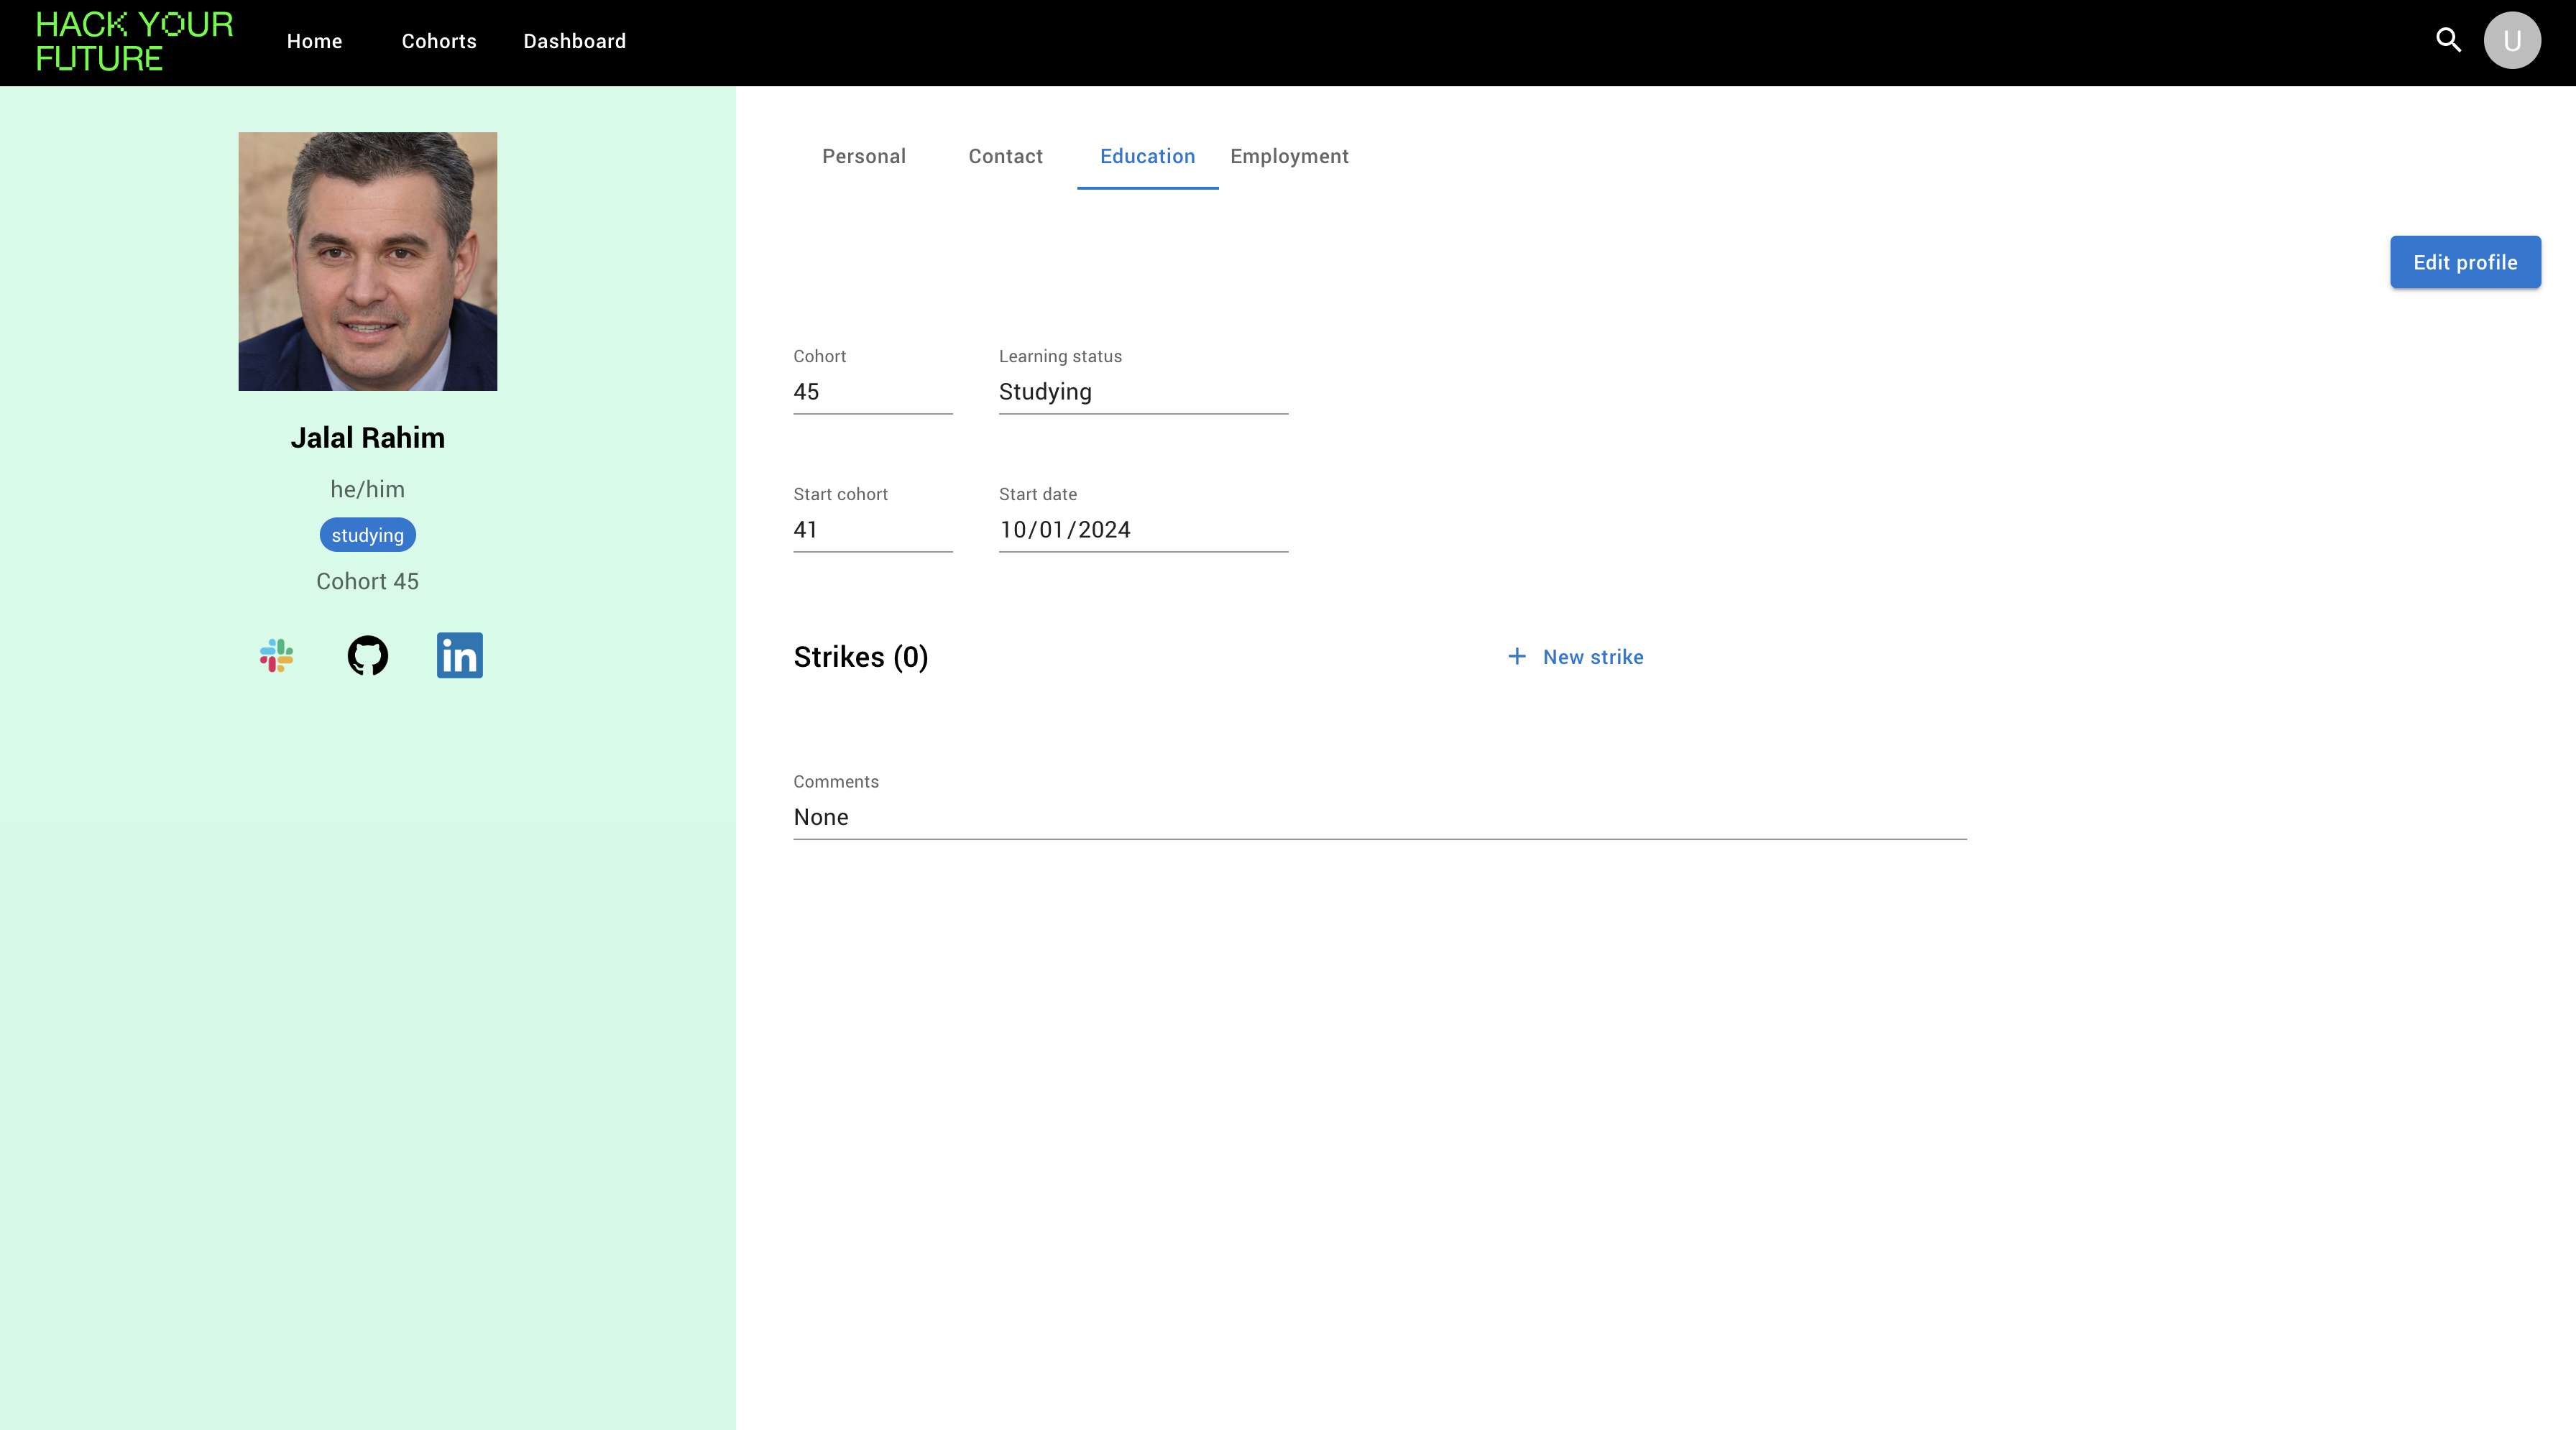 HACK YOUR
FUTURE
Home Cohorts Dashboard
U
Jalal Rahim
he/him
studying
Cohort 45
in
Personal Contact Education Employment
Edit profile
Cohort Learning status
45 Studying
Start cohort Start date
41 10/01/2024
Strikes (0) + New strike
Comments
None